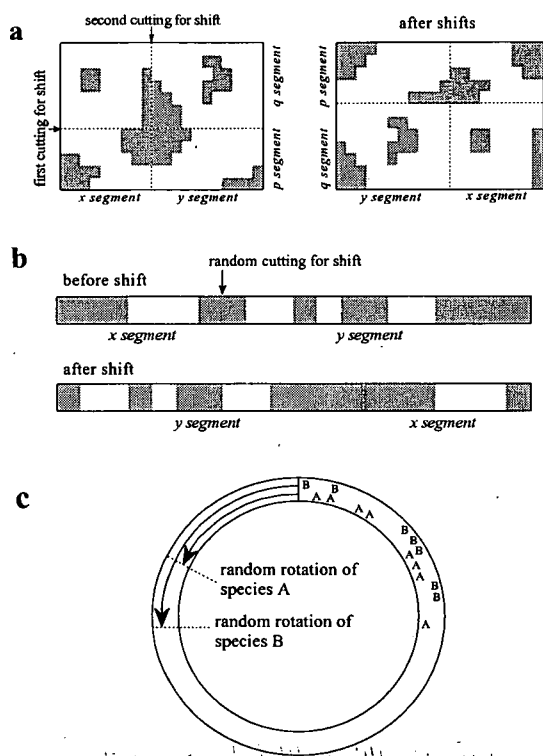 a
second cutting for shift
after shifts
first cutting for shift
q segment
p segment
x segment
y segment
p segment
q segment
y segment
x segment
b
random cutting for shift
before shift
x segment
y segment
after shift
y segment
x segment
c
B
B
A
A
A
A
B
B
B
B
A
A
A
B
B
A
random rotation of
species A
random rotation of
species B